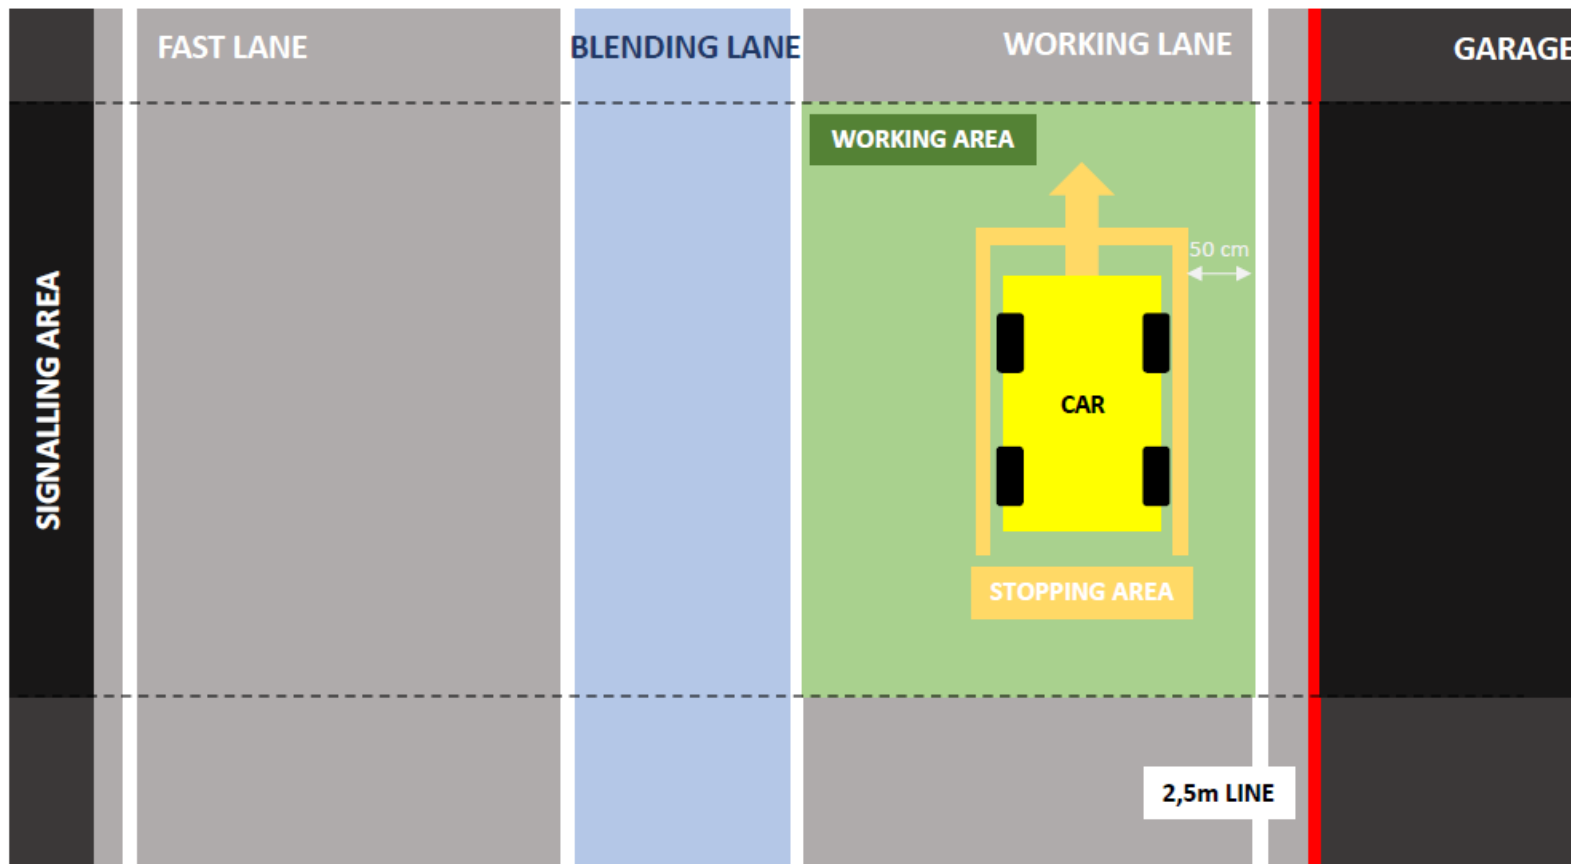 FAST LANE
BLENDING LANE
WORKING LANE
GARAGE
WORKING AREA
50 cm
SIGNALLING AREA
CAR
STOPPING AREA
2,5m LINE